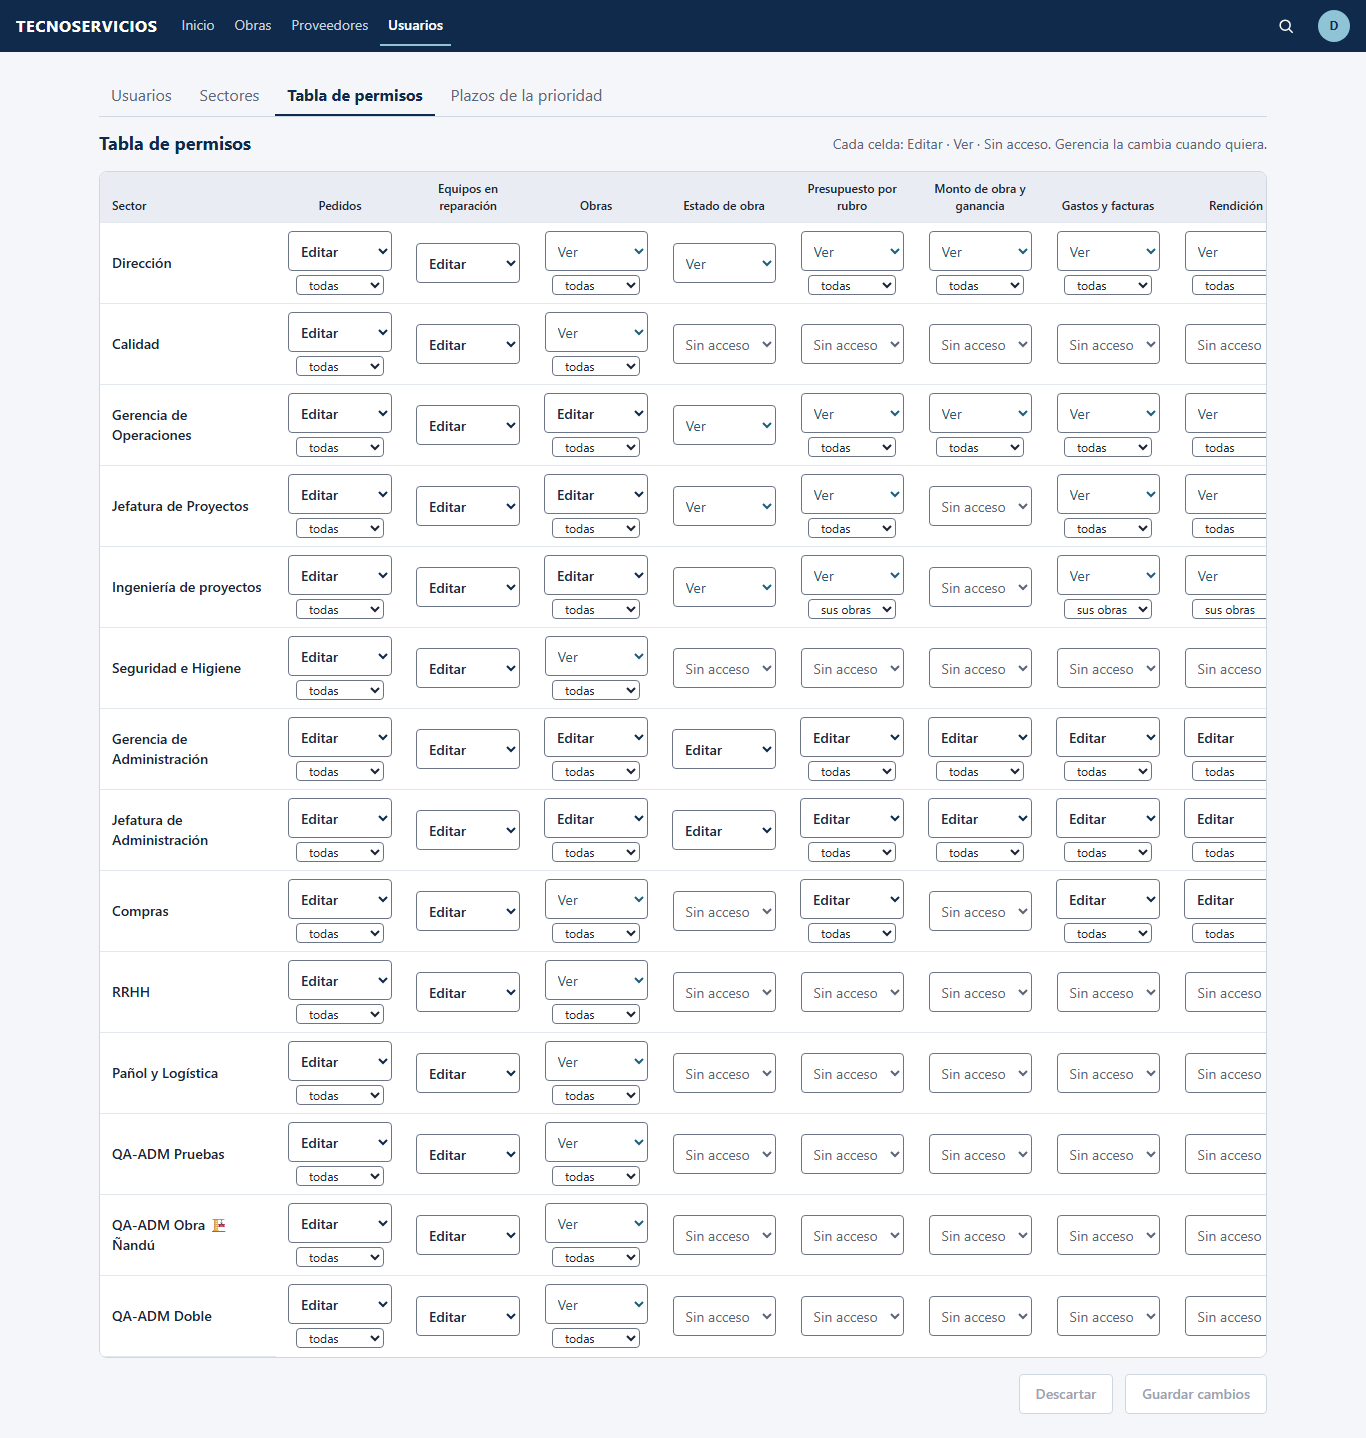 TECNOSERVICIOS Inicio Obras Proveedores Usuarios D
Usuarios Sectores Tabla de permisos Plazos de la prioridad
Tabla de permisos Cada celda: Editar · Ver · Sin acceso. Gerencia la cambia cuando quiera.
Sector Pedidos Equipos en reparación Obras Estado de obra Presupuesto por rubro Monto de obra y ganancia Gastos y facturas Rendición
Dirección Editar Editar Ver Ver Ver Ver Ver Ver
todas todas todas todas todas todas
Calidad Editar Editar Ver Sin acceso Sin acceso Sin acceso Sin acceso Sin acceso
todas todas
Gerencia de Operaciones Editar Editar Editar Ver Ver Ver Ver Ver
todas todas todas todas todas todas
Jefatura de Proyectos Editar Editar Editar Ver Ver Sin acceso Ver Ver
todas todas todas todas todas
Ingeniería de proyectos Editar Editar Editar Ver Ver Sin acceso Ver Ver
todas todas sus obras sus obras sus obras
Seguridad e Higiene Editar Editar Ver Sin acceso Sin acceso Sin acceso Sin acceso Sin acceso
todas todas
Gerencia de Administración Editar Editar Editar Editar Editar Editar Editar Editar
todas todas todas todas todas todas
Jefatura de Administración Editar Editar Editar Editar Editar Editar Editar Editar
todas todas todas todas todas todas
Compras Editar Editar Ver Sin acceso Editar Sin acceso Editar Editar
todas todas todas todas todas
RRHH Editar Editar Ver Sin acceso Sin acceso Sin acceso Sin acceso Sin acceso
todas todas
Pañol y Logística Editar Editar Ver Sin acceso Sin acceso Sin acceso Sin acceso Sin acceso
todas todas
QA-ADM Pruebas Editar Editar Ver Sin acceso Sin acceso Sin acceso Sin acceso Sin acceso
todas todas
QA-ADM Obra 🏗 Ñandú Editar Editar Ver Sin acceso Sin acceso Sin acceso Sin acceso Sin acceso
todas todas
QA-ADM Doble Editar Editar Ver Sin acceso Sin acceso Sin acceso Sin acceso Sin acceso
todas todas
Descartar Guardar cambios